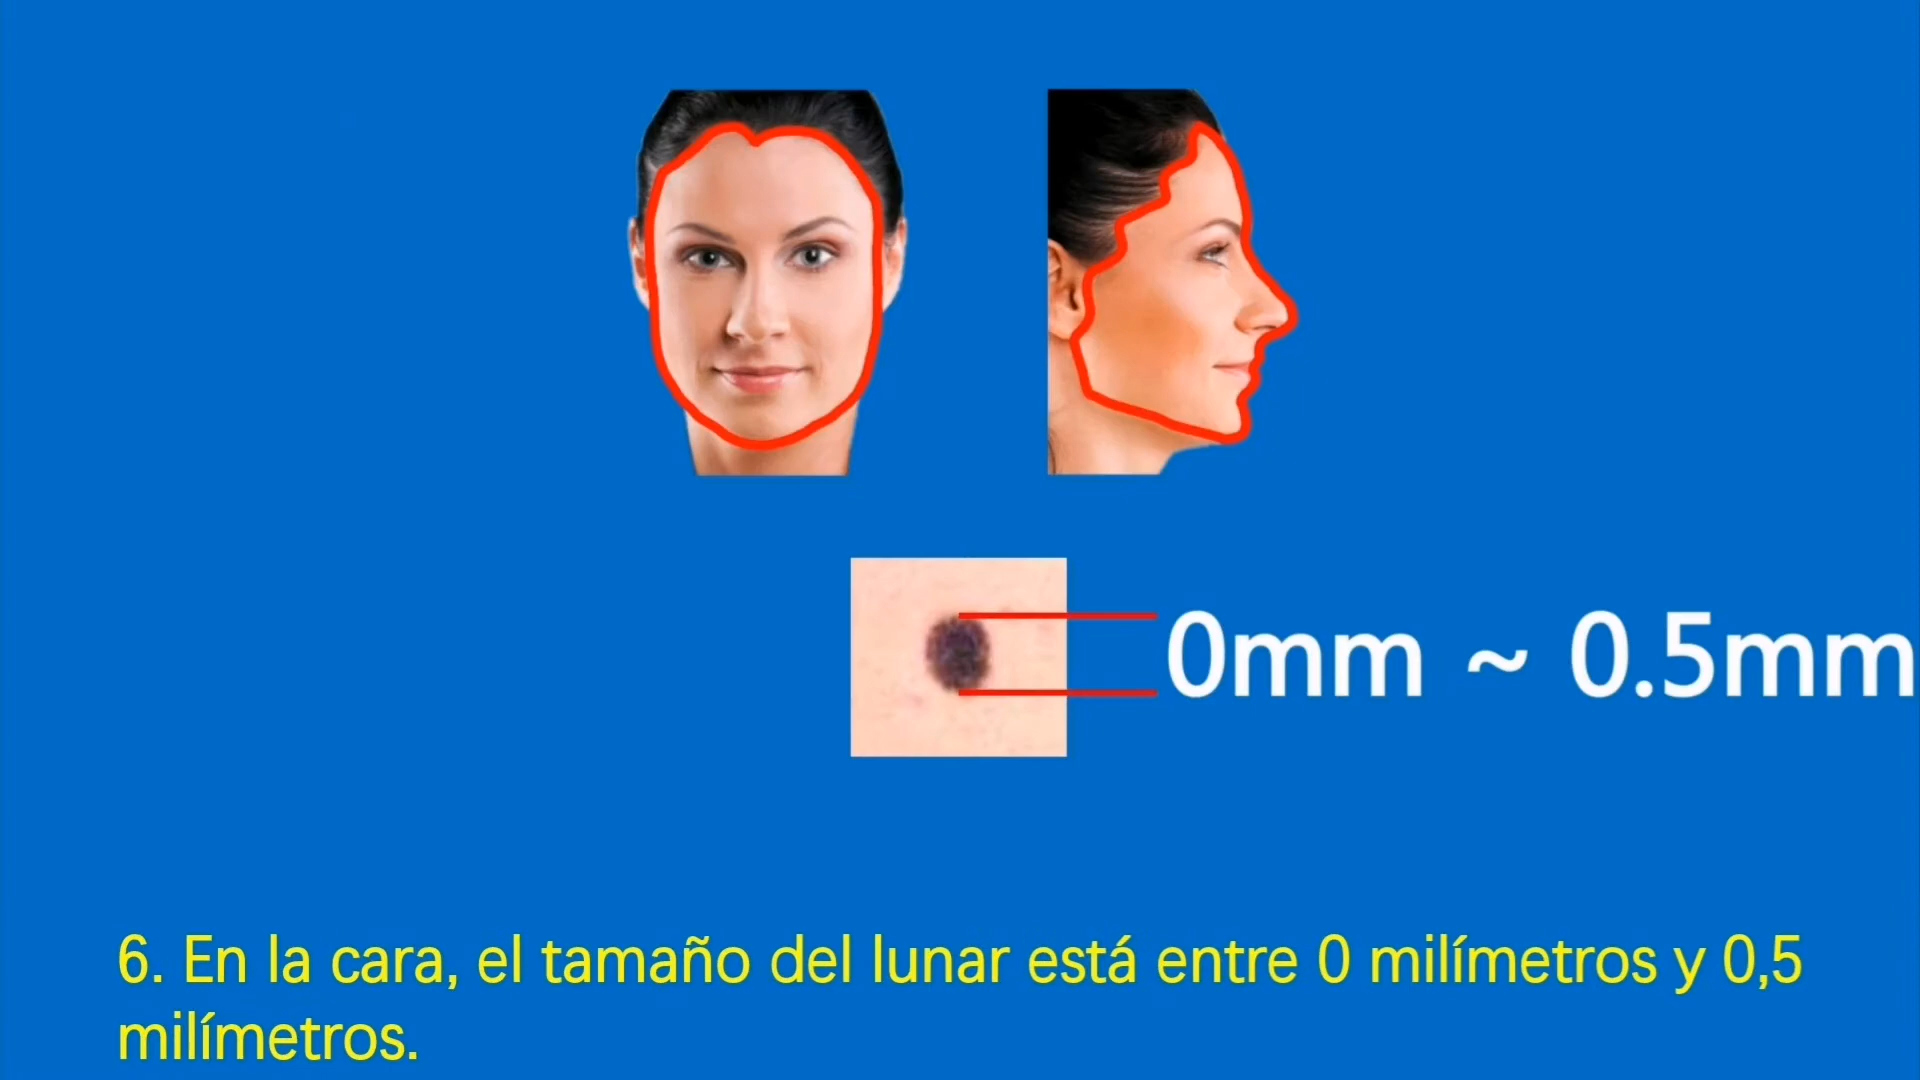 0mm ~ 0.5mm
6. En la cara, el tamaño del lunar está entre 0 milímetros y 0,5
milímetros.